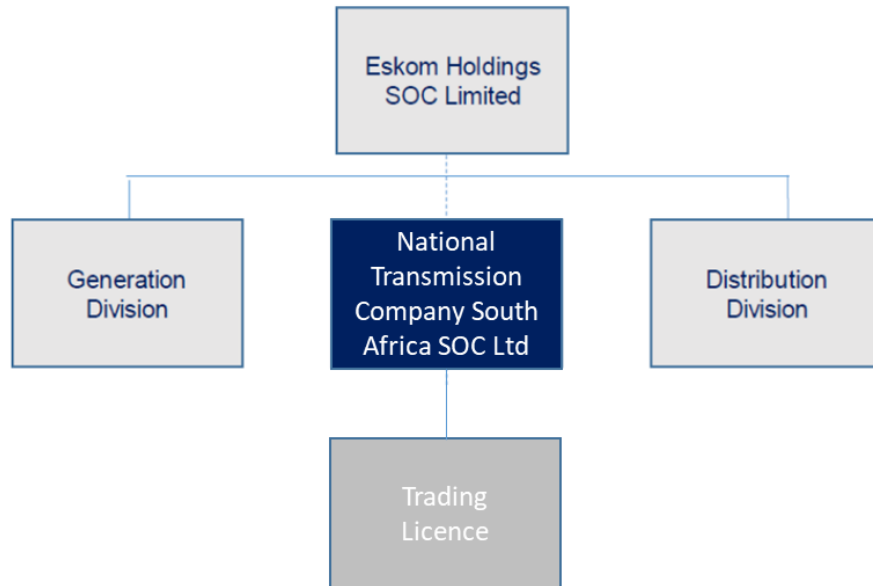 Eskom Holdings
SOC Limited
Generation
Division
National
Transmission
Company South
Africa SOC Ltd
Distribution
Division
Trading
Licence